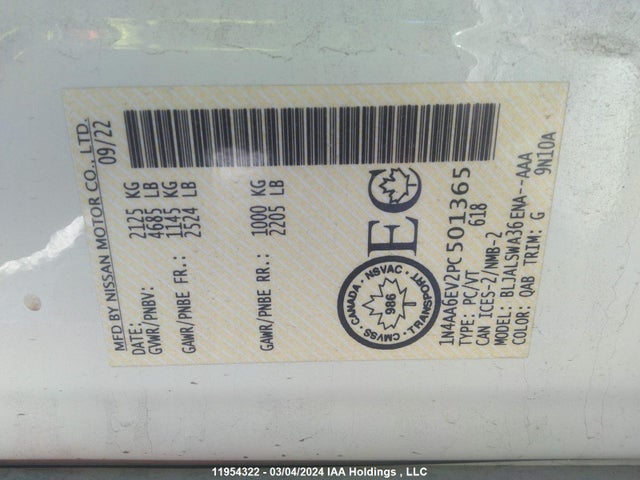 MFD BY NISSAN MOTOR CO., LTD.
DATE: 09/22
GVWR/PNBV: 2125 KG
4685 LB
GAWR/PNBE FR.: 1145 KG
2524 LB
GAWR/PNBE RR.: 1000 KG
2205 LB
EC
CANADA · NSVAC · TRANSPORT · CMVSS
986
1N4AA6EV2PC501365
TYPE: PC/VT 618
CAN ICES-2/NMB-2
MODEL: BLJALSWA36ENA--AAA
COLOR: QAB TRIM: G 9N10A
11954322 - 03/04/2024 IAA Holdings , LLC